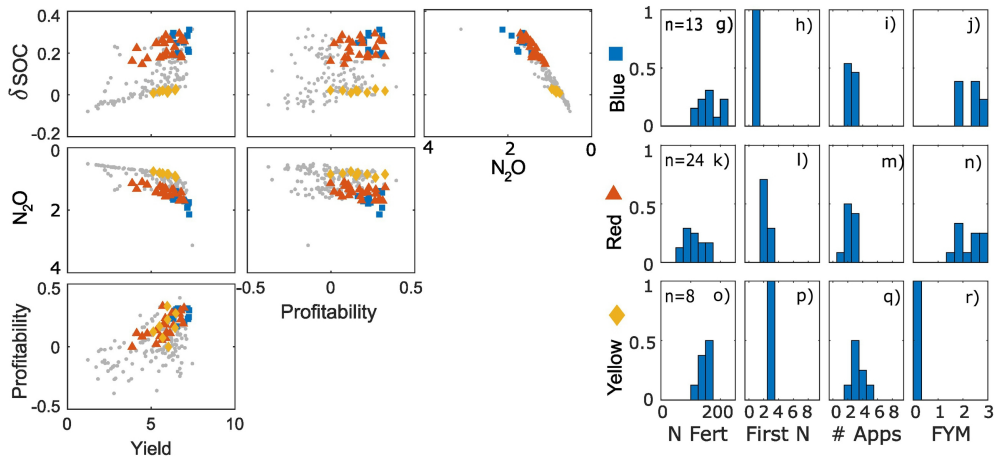 0.4
0.2
0
-0.2
δ SOC
4
2
0
N₂O
0
2
4
N₂O
-0.5
0
0.5
Profitability
0.5
0
-0.5
Profitability
0
5
10
Yield
Blue
1
0.5
0
n=13 g)
h)
i)
j)
Red
1
0.5
0
n=24 k)
l)
m)
n)
Yellow
1
0.5
0
n=8 o)
p)
q)
r)
0
200
0 2 4 6 8
0 2 4 6 8
0 1 2 3
N Fert
First N
# Apps
FYM